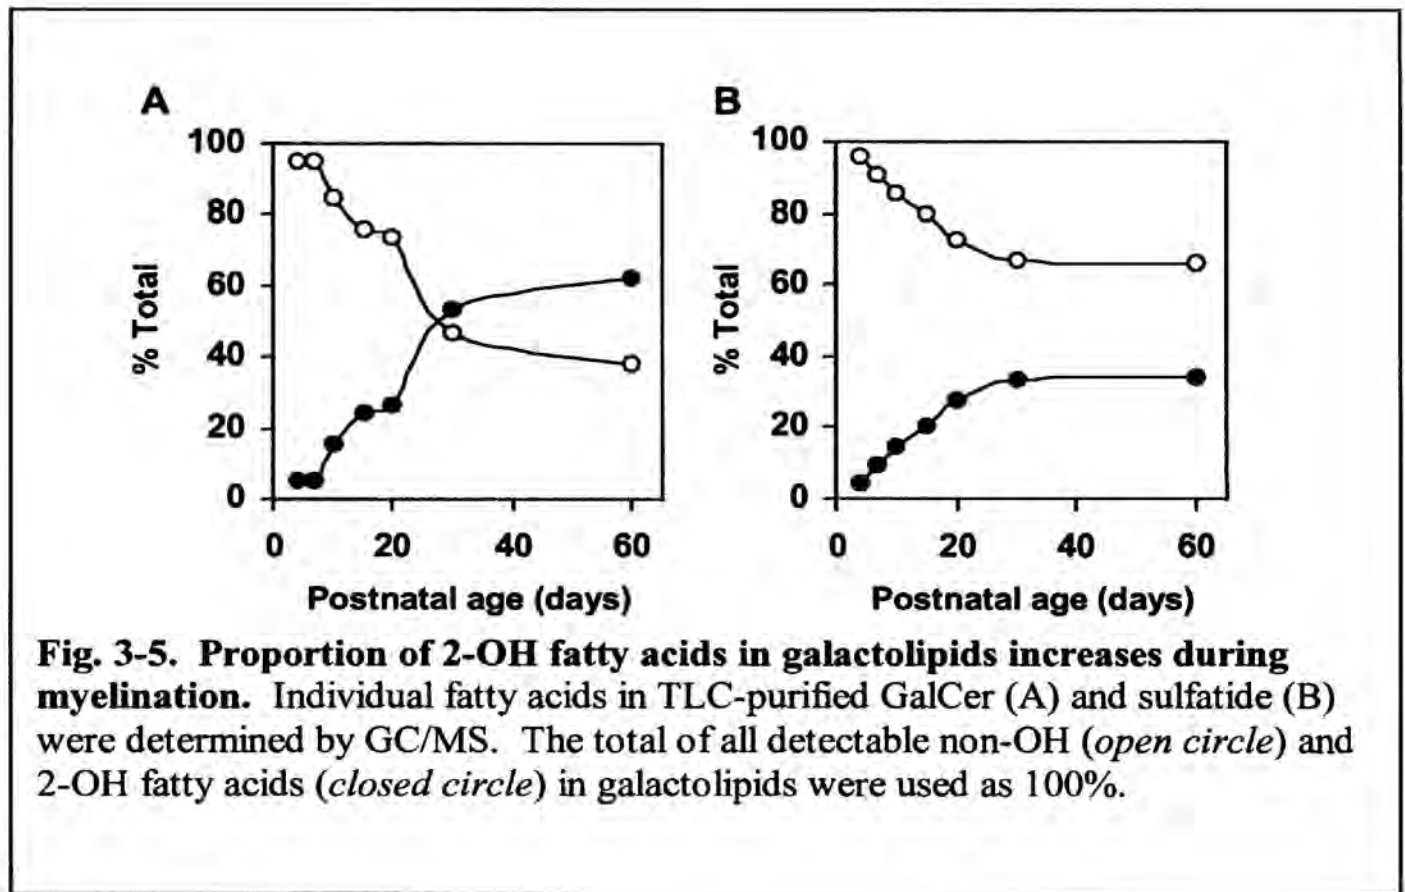 A
B
100
80
60
40
20
0
% Total
0 20 40 60
Postnatal age (days)
100
80
60
40
20
0
% Total
0 20 40 60
Postnatal age (days)
Fig. 3-5. Proportion of 2-OH fatty acids in galactolipids increases during
myelination. Individual fatty acids in TLC-purified GalCer (A) and sulfatide (B)
were determined by GC/MS. The total of all detectable non-OH (open circle) and
2-OH fatty acids (closed circle) in galactolipids were used as 100%.